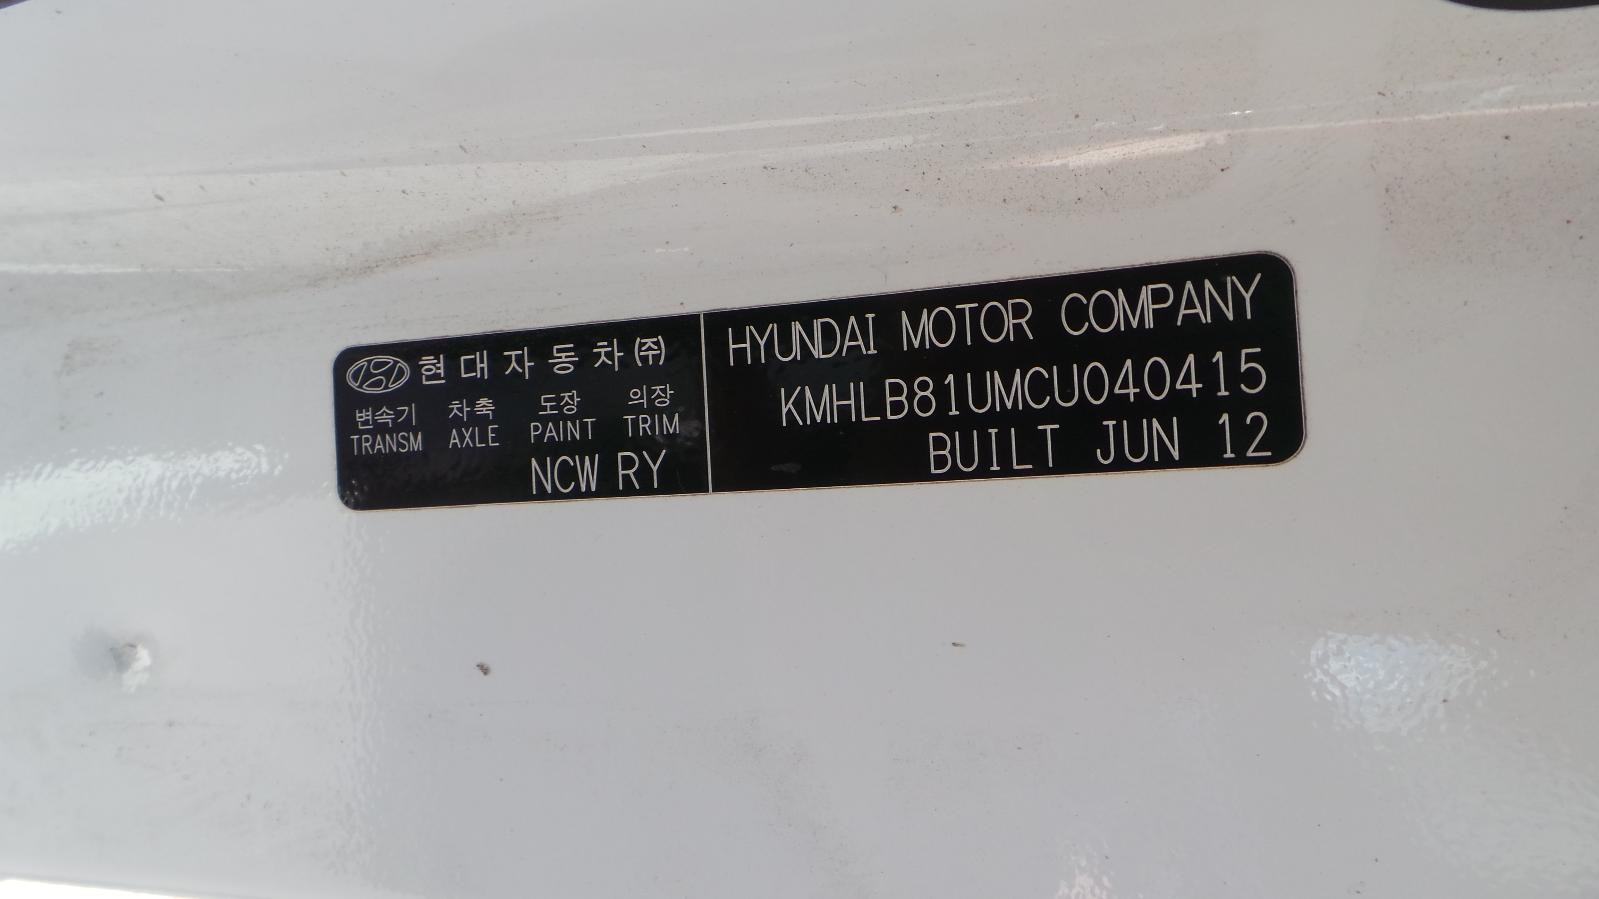 현대자동차㈜
변속기 차축 도장 의장
TRANSM AXLE PAINT TRIM
NCW RY
HYUNDAI MOTOR COMPANY
KMHLB81UMCU040415
BUILT JUN 12